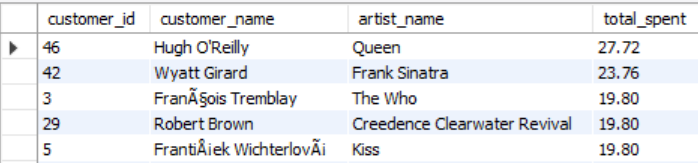 customer_id customer_name artist_name total_spent
46 Hugh O'Reilly Queen 27.72
42 Wyatt Girard Frank Sinatra 23.76
3 FranÃ§ois Tremblay The Who 19.80
29 Robert Brown Creedence Clearwater Revival 19.80
5 FrantiÅ¡ek WichterlovÃ¡ Kiss 19.80